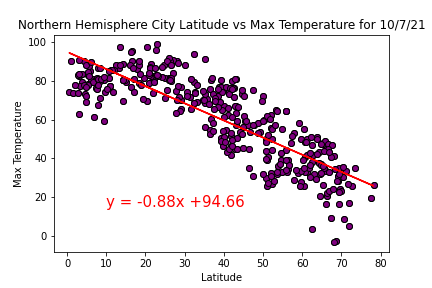 Northern Hemisphere City Latitude vs Max Temperature for 10/7/21
100
80
60
40
20
0
Max Temperature
y = -0.88x +94.66
0 10 20 30 40 50 60 70 80
Latitude